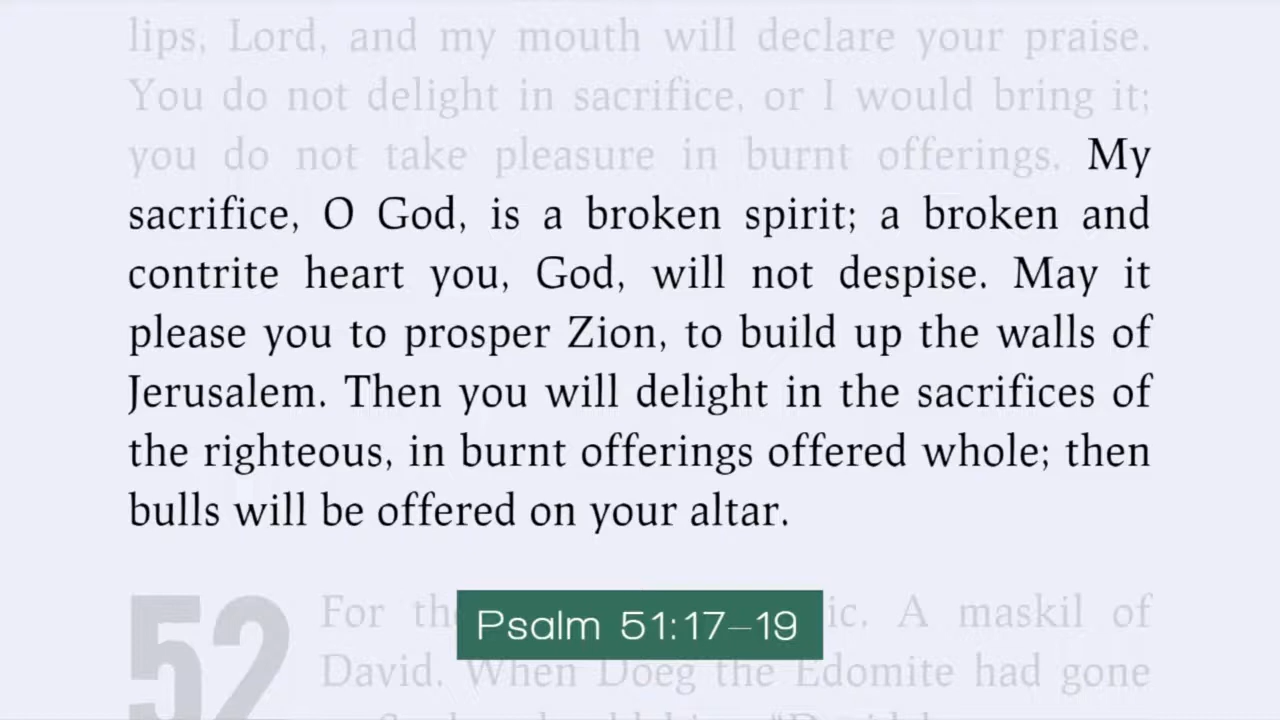 lips, Lord, and my mouth will declare your praise.
You do not delight in sacrifice, or I would bring it;
you do not take pleasure in burnt offerings. My
sacrifice, O God, is a broken spirit; a broken and
contrite heart you, God, will not despise. May it
please you to prosper Zion, to build up the walls of
Jerusalem. Then you will delight in the sacrifices of
the righteous, in burnt offerings offered whole; then
bulls will be offered on your altar.
52
For ic. A maskil of
Psalm 51:17–19
David. When Doeg the Edomite had gone